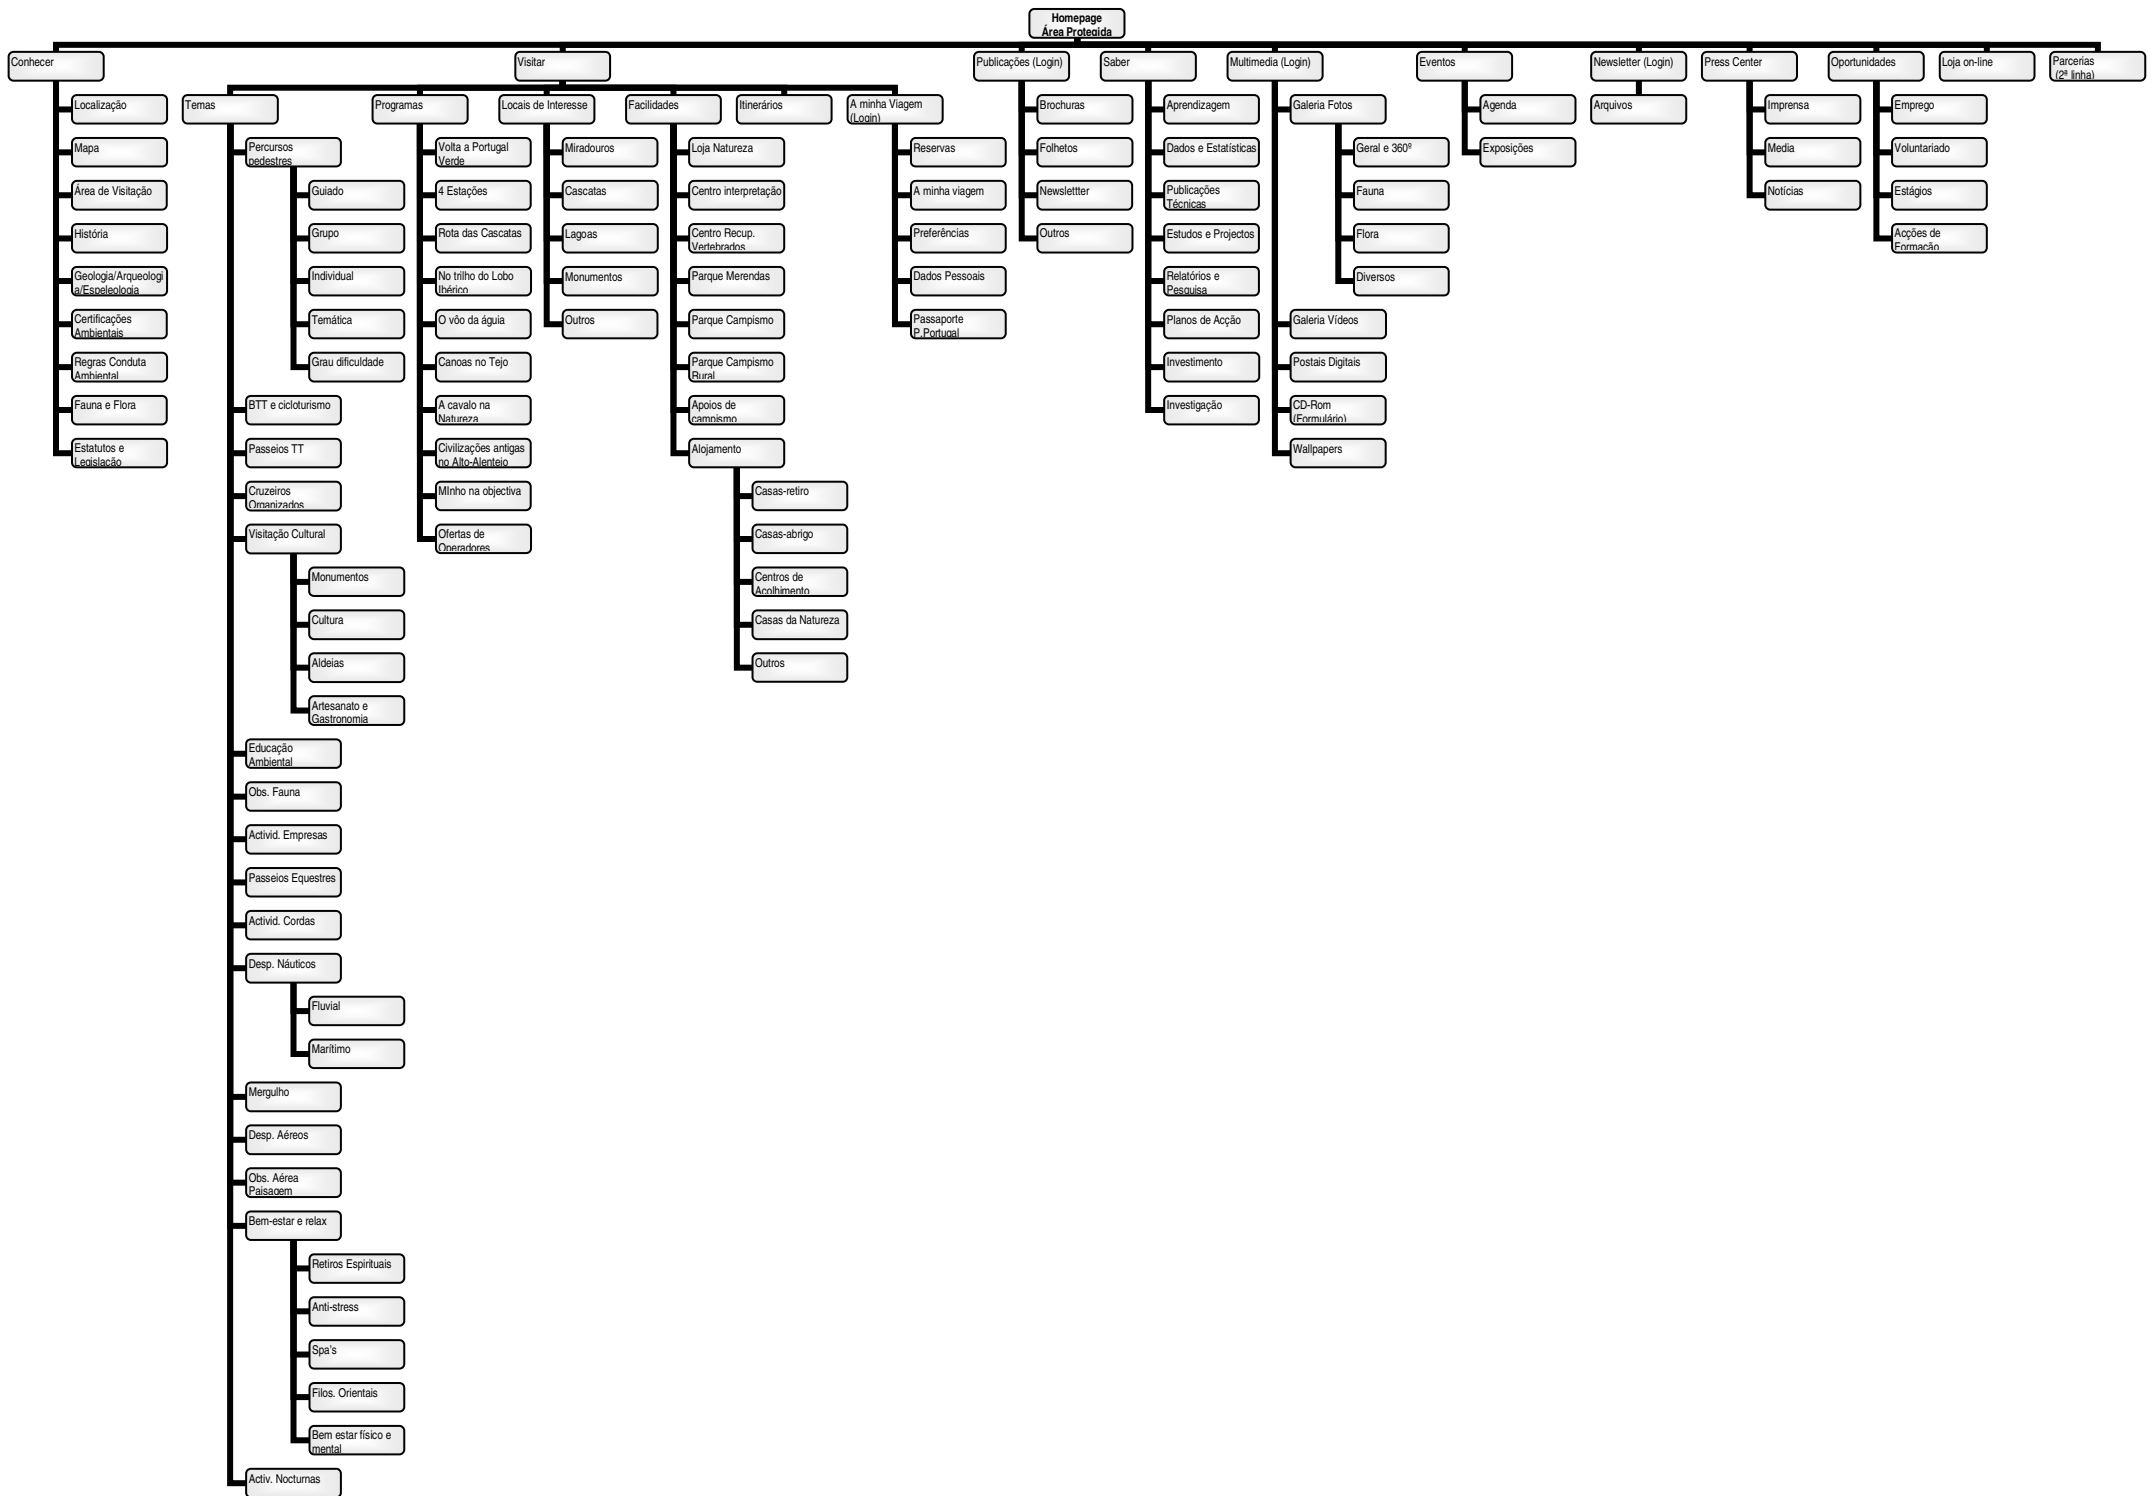 Homepage
Área Protegida
Conhecer
Localização
Mapa
Área de Visitação
História
Geologia/Arqueologi
a/Espeleologia
Certificações
Ambientais
Regras Conduta
Ambiental
Fauna e Flora
Estatutos e
Legislação
Visitar
Temas
Percursos
pedestres
Guiado
Grupo
Individual
Temática
Grau dificuldade
BTT e cicloturismo
Passeios TT
Cruzeiros
Organizados
Visitação Cultural
Monumentos
Cultura
Aldeias
Artesanato e
Gastronomia
Educação
Ambiental
Obs. Fauna
Activid. Empresas
Passeios Equestres
Activid. Cordas
Desp. Náuticos
Fluvial
Marítimo
Mergulho
Desp. Aéreos
Obs. Aérea
Paisagem
Bem-estar e relax
Retiros Espirituais
Anti-stress
Spa's
Filos. Orientais
Bem estar físico e
mental
Activ. Nocturnas
Programas
Volta a Portugal
Verde
4 Estações
Rota das Cascatas
No trilho do Lobo
Ibérico
O vôo da águia
Canoas no Tejo
A cavalo na
Natureza
Civilizações antigas
no Alto-Alentejo
MInho na objectiva
Ofertas de
Operadores
Locais de Interesse
Miradouros
Cascatas
Lagoas
Monumentos
Outros
Facilidades
Loja Natureza
Centro interpretação
Centro Recup.
Vertebrados
Parque Merendas
Parque Campismo
Parque Campismo
Rural
Apoios de
campismo
Alojamento
Casas-retiro
Casas-abrigo
Centros de
Acolhimento
Casas da Natureza
Outros
Itinerários
A minha Viagem
(Login)
Reservas
A minha viagem
Preferências
Dados Pessoais
Passaporte
P.Portugal
Publicações (Login)
Brochuras
Folhetos
Newslettter
Outros
Saber
Aprendizagem
Dados e Estatísticas
Publicações
Técnicas
Estudos e Projectos
Relatórios e
Pesquisa
Planos de Acção
Investimento
Investigação
Multimedia (Login)
Galeria Fotos
Geral e 360º
Fauna
Flora
Diversos
Galeria Vídeos
Postais Digitais
CD-Rom
(Formulário)
Wallpapers
Eventos
Agenda
Exposições
Newsletter (Login)
Arquivos
Press Center
Imprensa
Media
Notícias
Oportunidades
Emprego
Voluntariado
Estágios
Acções de
Formação
Loja on-line
Parcerias
(2ª linha)